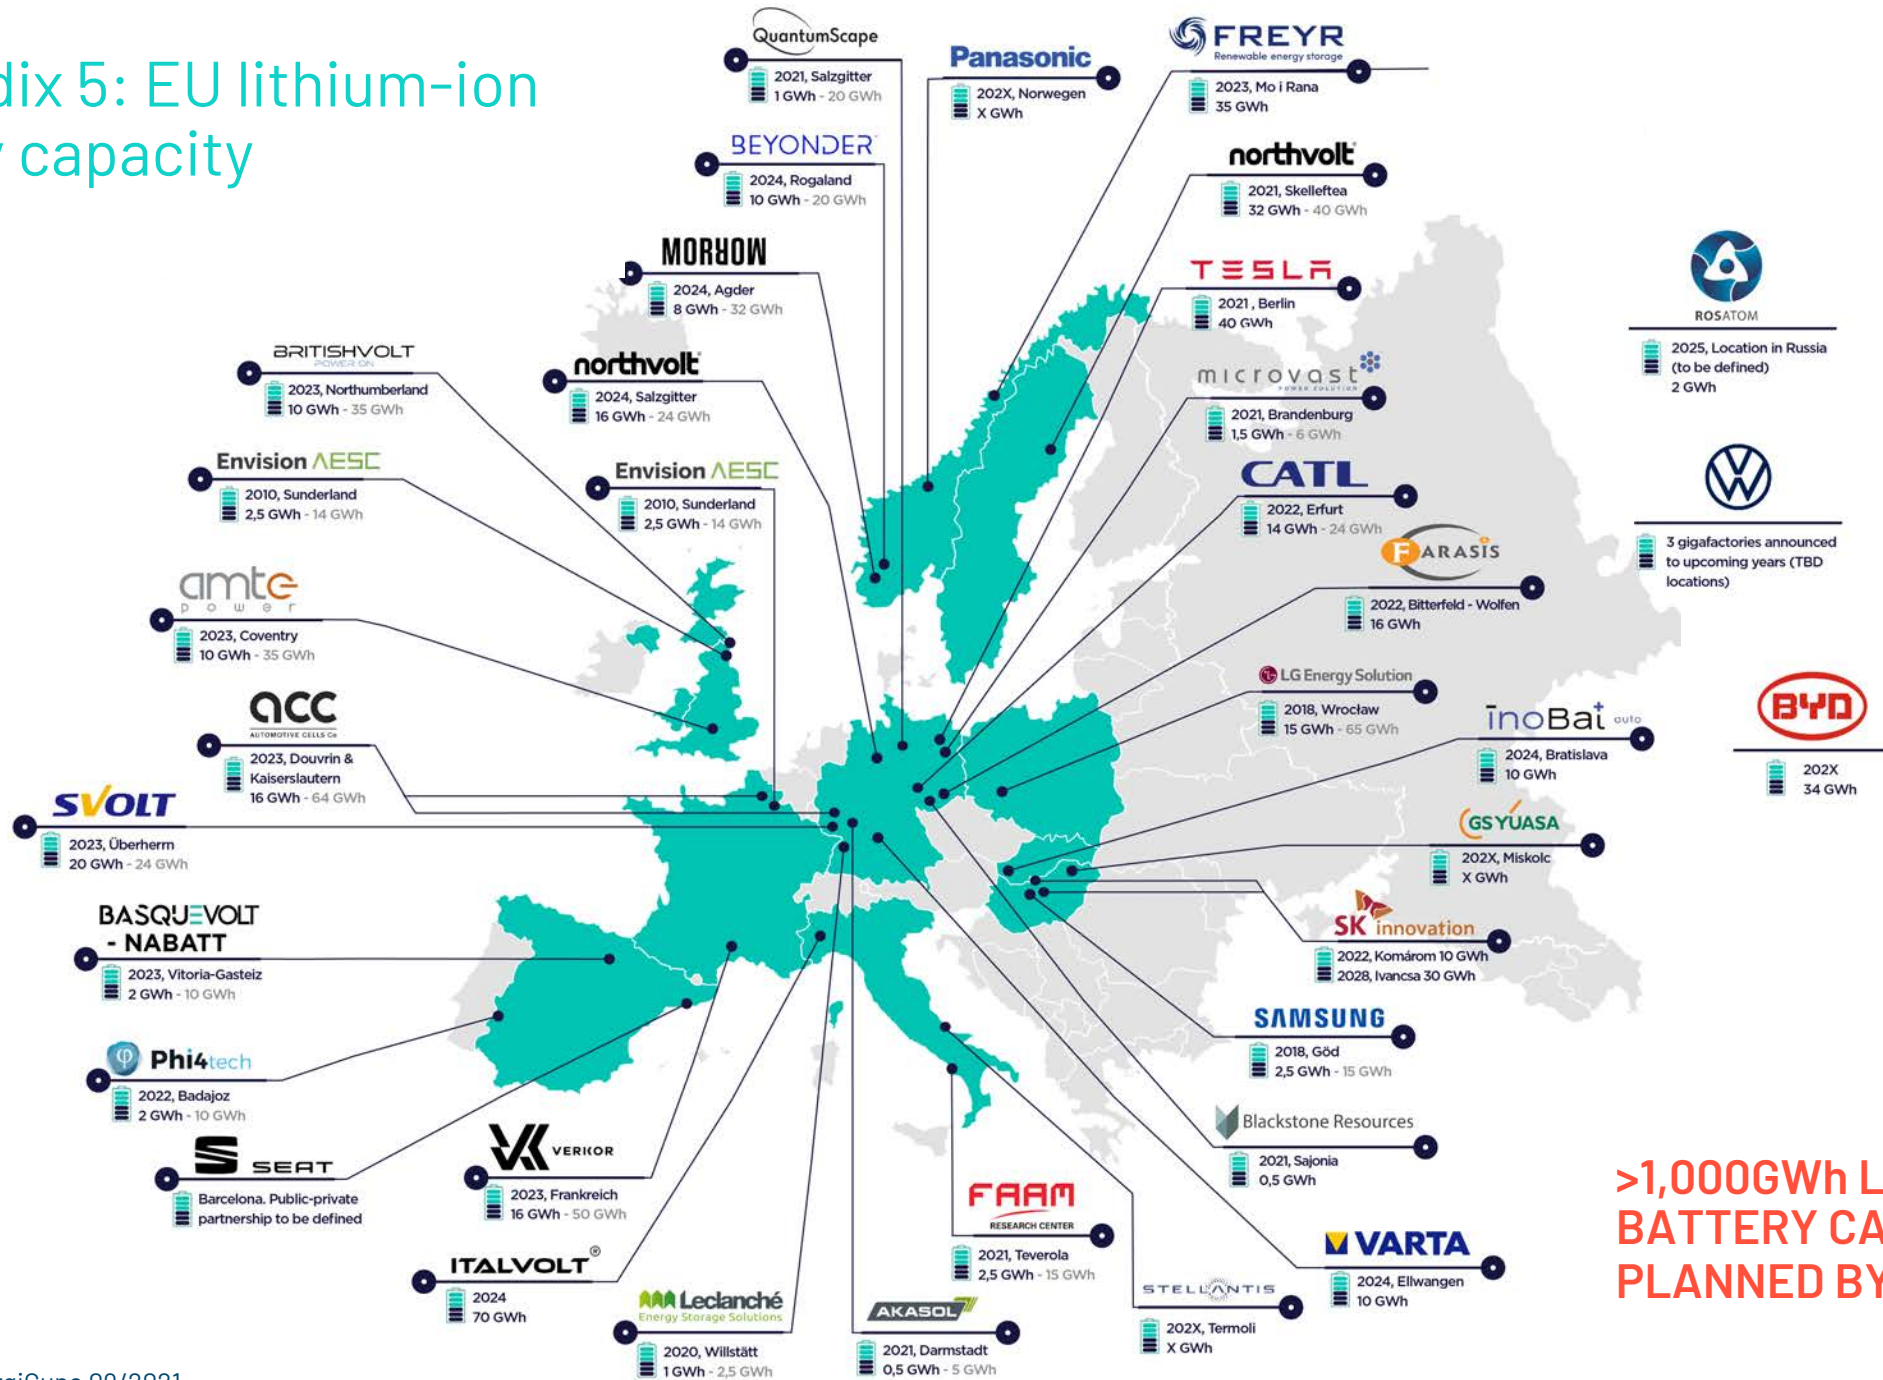 dix 5: EU lithium-ion
y capacity
QuantumScape
2021, Salzgitter
1 GWh - 20 GWh
Panasonic
202X, Norwegen
X GWh
FREYR
Renewable energy storage
2023, Mo i Rana
35 GWh
BEYONDER
2024, Rogaland
10 GWh - 20 GWh
northvolt
2021, Skelleftea
32 GWh - 40 GWh
MORROW
2024, Agder
8 GWh - 32 GWh
TESLA
2021 , Berlin
40 GWh
ROSATOM
2025, Location in Russia
(to be defined)
2 GWh
BRITISHVOLT
POWER ON
2023, Northumberland
10 GWh - 35 GWh
northvolt
2024, Salzgitter
16 GWh - 24 GWh
microvast
POWER SOLUTION
2021, Brandenburg
1,5 GWh - 6 GWh
Envision AESC
2010, Sunderland
2,5 GWh - 14 GWh
Envision AESC
2010, Sunderland
2,5 GWh - 14 GWh
CATL
2022, Erfurt
14 GWh - 24 GWh
VW
3 gigafactories announced
to upcoming years (TBD
locations)
FARASIS
2022, Bitterfeld - Wolfen
16 GWh
amte
power
2023, Coventry
10 GWh - 35 GWh
LG Energy Solution
2018, Wrocław
15 GWh - 65 GWh
inoBat auto
2024, Bratislava
10 GWh
BYD
202X
34 GWh
acc
AUTOMOTIVE CELLS Co
2023, Douvrin &
Kaiserslautern
16 GWh - 64 GWh
SVOLT
2023, Überherrn
20 GWh - 24 GWh
GS YUASA
202X, Miskolc
X GWh
BASQUEVOLT
- NABATT
2023, Vitoria-Gasteiz
2 GWh - 10 GWh
SK innovation
2022, Komárom 10 GWh
2028, Ivancsa 30 GWh
SAMSUNG
2018, Göd
2,5 GWh - 15 GWh
φ Phi4tech
2022, Badajoz
2 GWh - 10 GWh
Blackstone Resources
2021, Sajonia
0,5 GWh
SEAT
Barcelona. Public-private
partnership to be defined
VERKOR
2023, Frankreich
16 GWh - 50 GWh
FAAM
RESEARCH CENTER
2021, Teverola
2,5 GWh - 15 GWh
>1,000GWh L
BATTERY CA
PLANNED BY
VARTA
2024, Ellwangen
10 GWh
ITALVOLT®
2024
70 GWh
Leclanché
Energy Storage Solutions
2020, Willstätt
1 GWh - 2,5 GWh
AKASOL
2021, Darmstadt
0,5 GWh - 5 GWh
STELLANTIS
202X, Termoli
X GWh